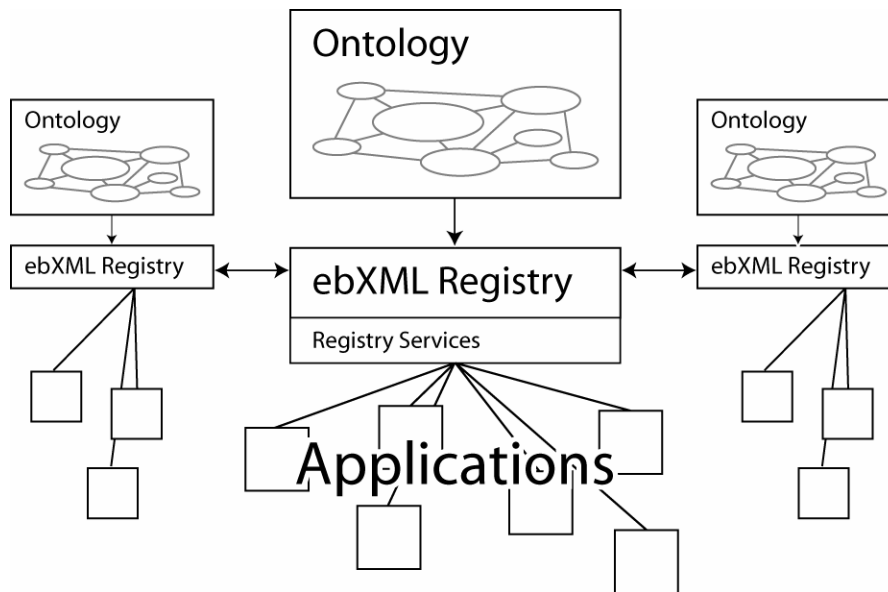 Ontology
Ontology
Ontology
ebXML Registry
ebXML Registry
ebXML Registry
Registry Services
Applications